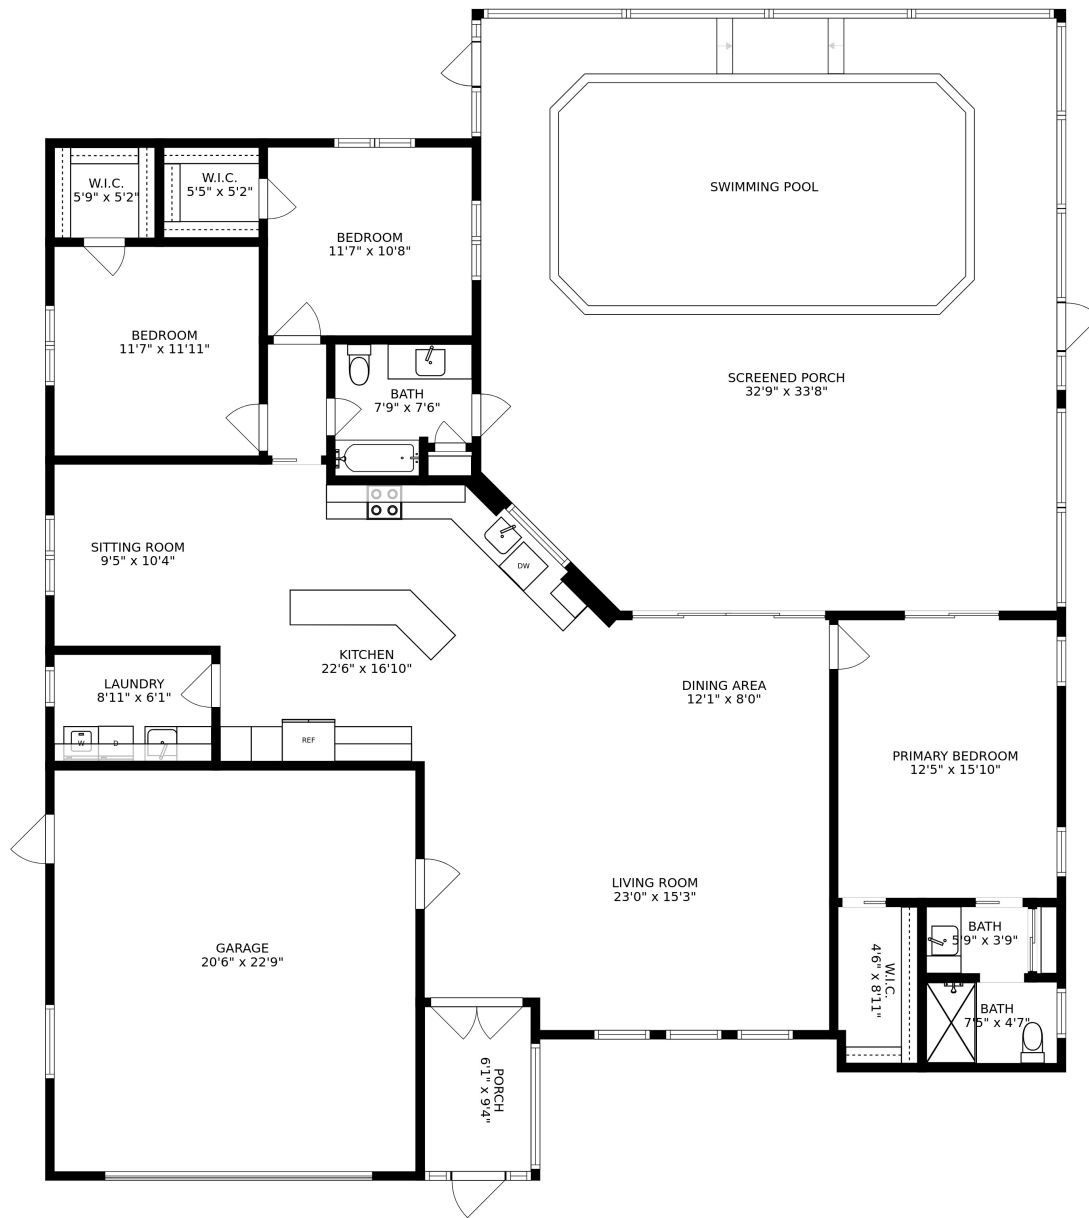 SWIMMING POOL
W.I.C.
5'9" x 5'2"
W.I.C.
5'5" x 5'2"
BEDROOM
11'7" x 10'8"
BEDROOM
11'7" x 11'11"
BATH
7'9" x 7'6"
SCREENED PORCH
32'9" x 33'8"
SITTING ROOM
9'5" x 10'4"
DW
KITCHEN
22'6" x 16'10"
LAUNDRY
8'11" x 6'1"
W
D
REF
DINING AREA
12'1" x 8'0"
PRIMARY BEDROOM
12'5" x 15'10"
LIVING ROOM
23'0" x 15'3"
GARAGE
20'6" x 22'9"
W.I.C.
4'6" x 8'11"
BATH
5'9" x 3'9"
BATH
7'5" x 4'7"
PORCH
6'1" x 9'4"